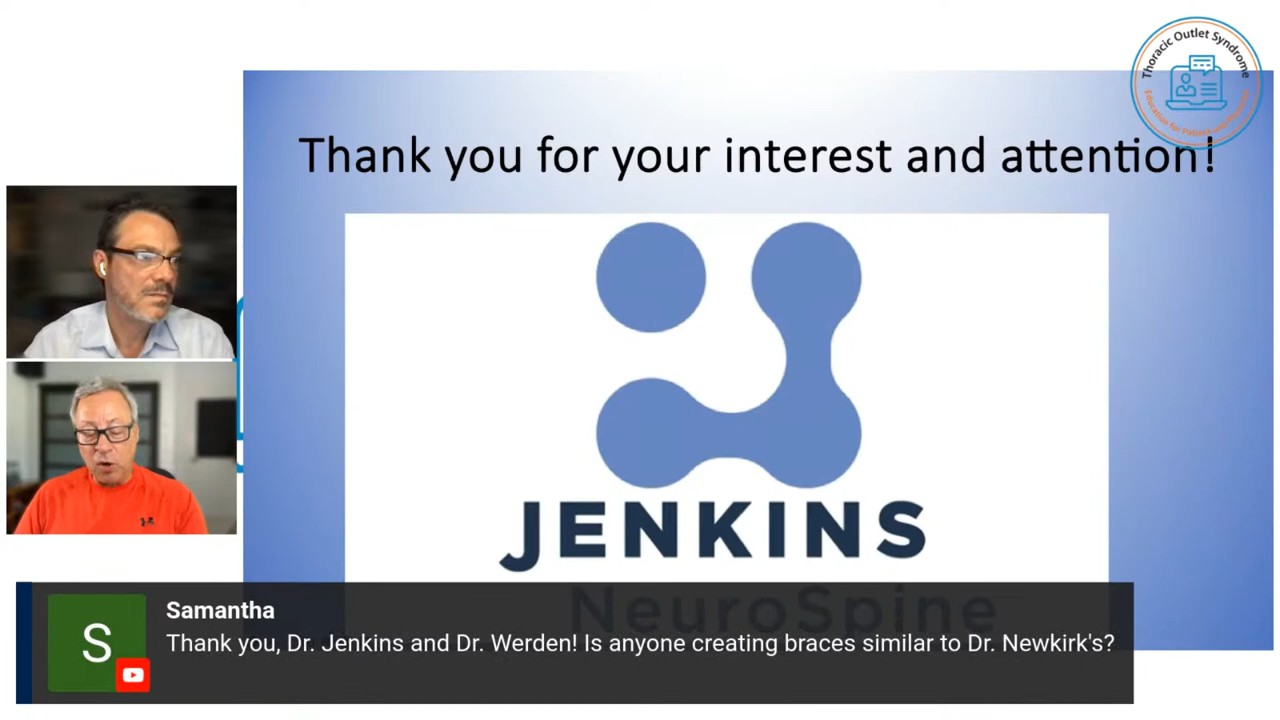 Thoracic Outlet Syndrome
Thank you for your interest and attention!
JENKINS
NeuroSpine
Samantha
S
Thank you, Dr. Jenkins and Dr. Werden! Is anyone creating braces similar to Dr. Newkirk's?